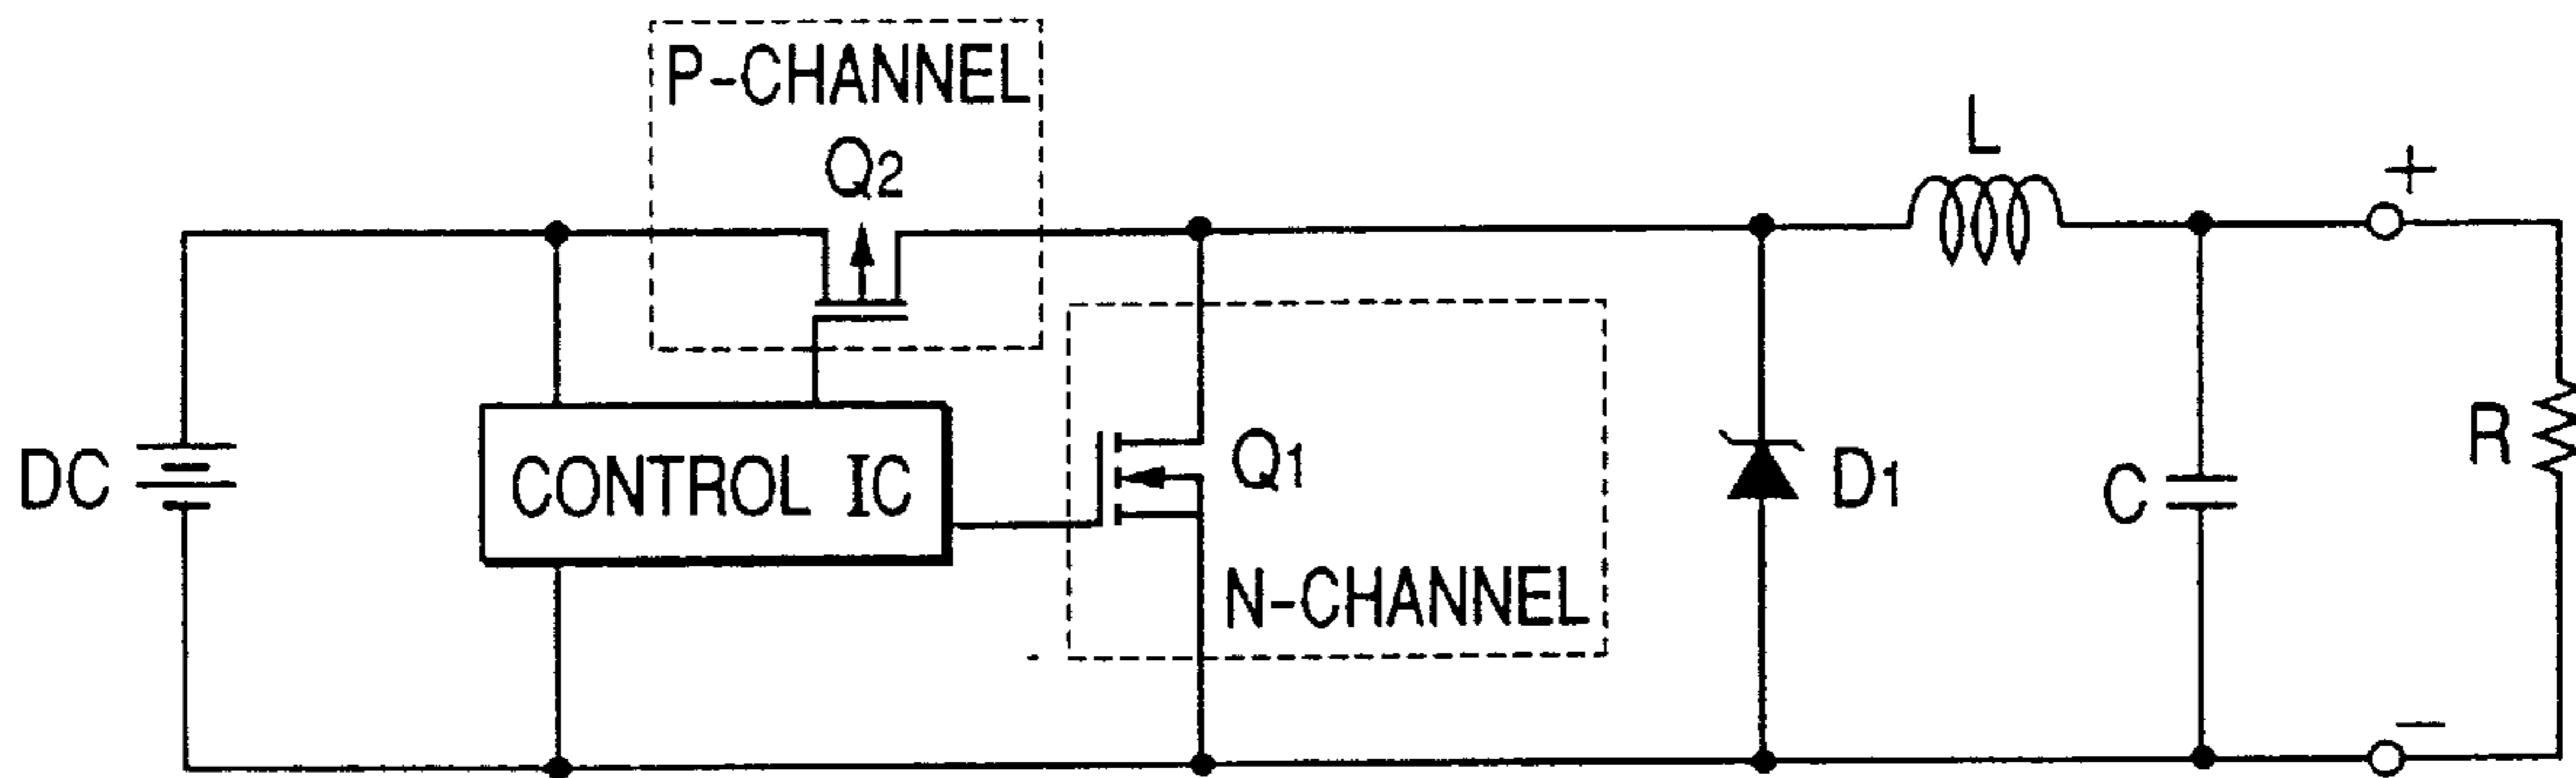 P-CHANNEL
Q2
L
+
DC
CONTROL IC
Q1
N-CHANNEL
D1
C
R
−